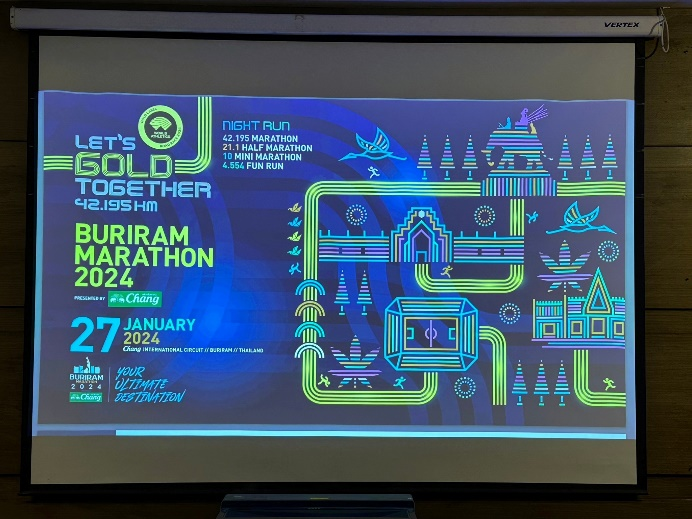 VERTEX
LET'S
GOLD
TOGETHER
42.195 KM
NIGHT RUN
42.195 MARATHON
21.1 HALF MARATHON
10 MINI MARATHON
4.554 FUN RUN
BURIRAM
MARATHON
2024
PRESENTED BY Chang
27 JANUARY
2024
Chang INTERNATIONAL CIRCUIT // BURIRAM // THAILAND
BURIRAM
MARATHON
2024
Chang
YOUR
ULTIMATE
DESTINATION